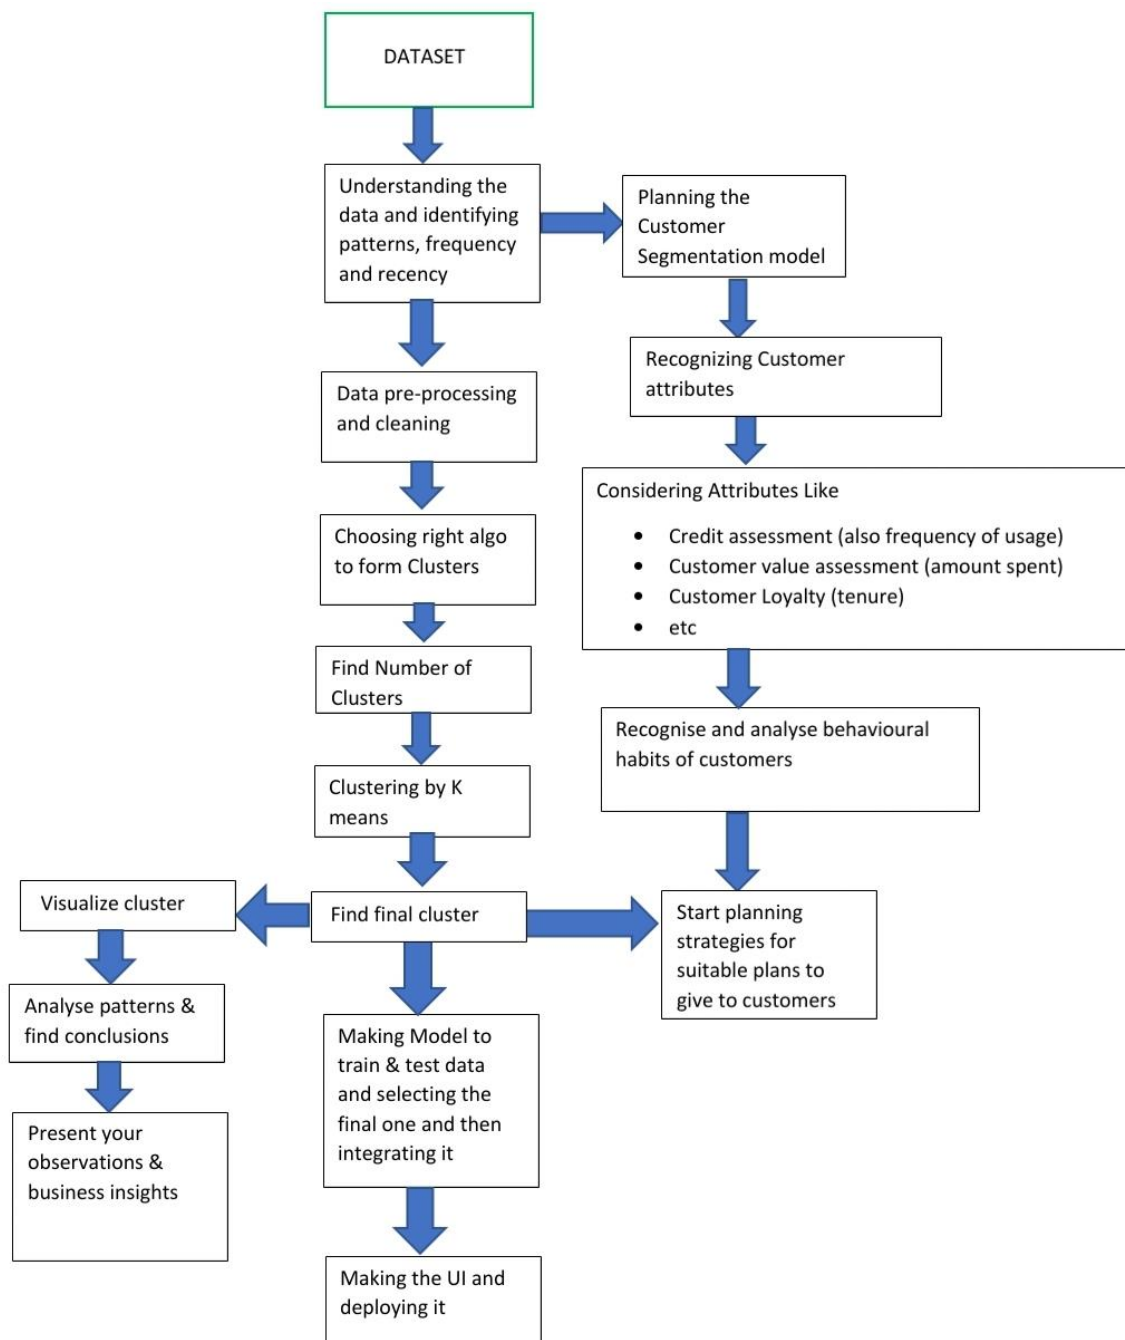 DATASET
Understanding the
data and identifying
patterns, frequency
and recency
Planning the
Customer
Segmentation model
Recognizing Customer
attributes
Data pre-processing
and cleaning
Considering Attributes Like
• Credit assessment (also frequency of usage)
• Customer value assessment (amount spent)
• Customer Loyalty (tenure)
• etc
Choosing right algo
to form Clusters
Find Number of
Clusters
Recognise and analyse behavioural
habits of customers
Clustering by K
means
Visualize cluster
Find final cluster
Start planning
strategies for
suitable plans to
give to customers
Analyse patterns &
find conclusions
Making Model to
train & test data
and selecting the
final one and then
integrating it
Present your
observations &
business insights
Making the UI and
deploying it